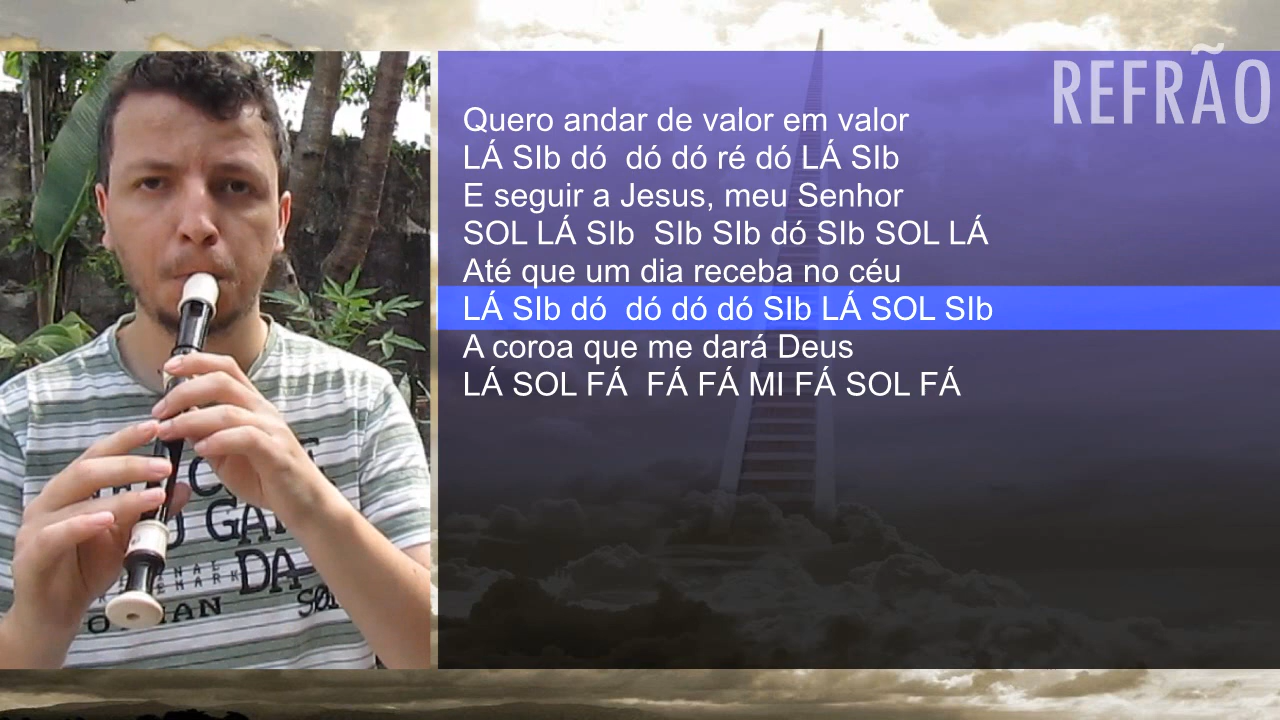 REFRÃO
Quero andar de valor em valor
LÁ SIb dó  dó dó ré dó LÁ SIb
E seguir a Jesus, meu Senhor
SOL LÁ SIb  SIb SIb dó SIb SOL LÁ
Até que um dia receba no céu
LÁ SIb dó  dó dó dó SIb LÁ SOL SIb
A coroa que me dará Deus
LÁ SOL FÁ  FÁ FÁ MI FÁ SOL FÁ
DA